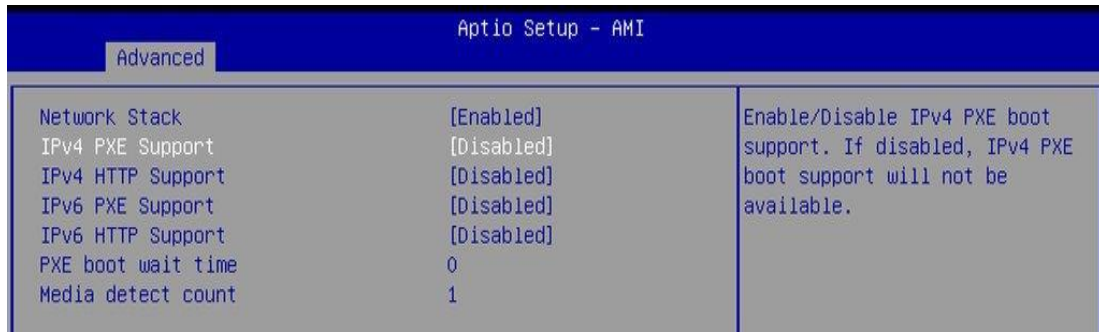 Aptio Setup – AMI
Advanced
Network Stack [Enabled]
IPv4 PXE Support [Disabled]
IPv4 HTTP Support [Disabled]
IPv6 PXE Support [Disabled]
IPv6 HTTP Support [Disabled]
PXE boot wait time 0
Media detect count 1
Enable/Disable IPv4 PXE boot
support. If disabled, IPv4 PXE
boot support will not be
available.